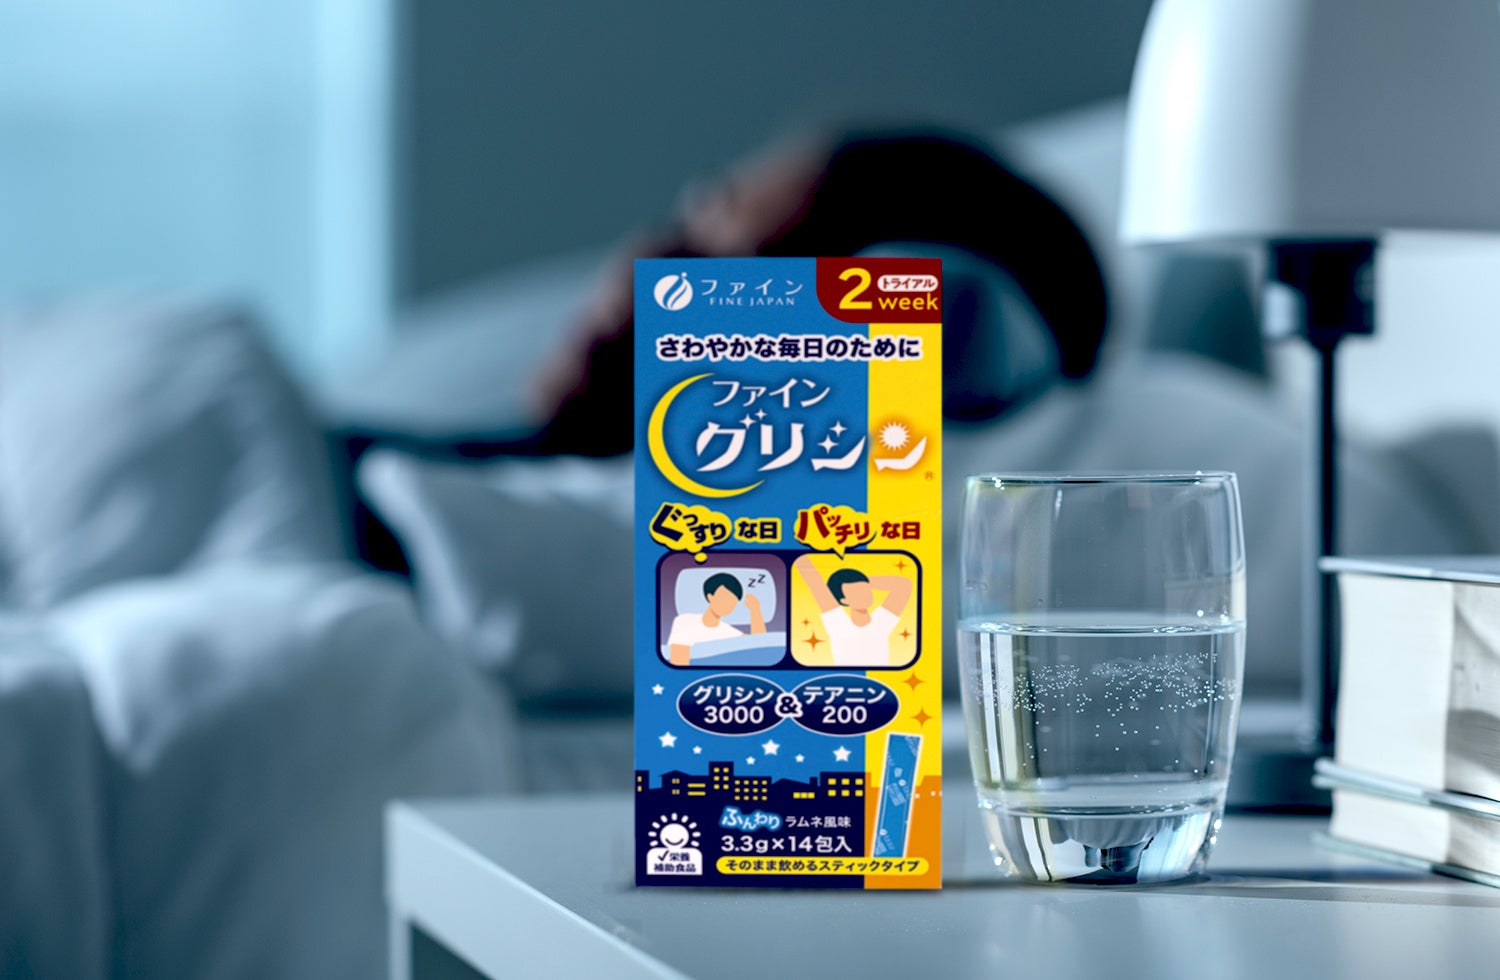 ファイン
FINE JAPAN
2 トライアル
week
さわやかな毎日のために
ファイン
グリシン®
ぐっすりな日 パッチリな日
zz
グリシン
3000
&
テアニン
200
ふんわり ラムネ風味
3.3g×14包入
そのまま飲めるスティックタイプ
栄養
補助食品